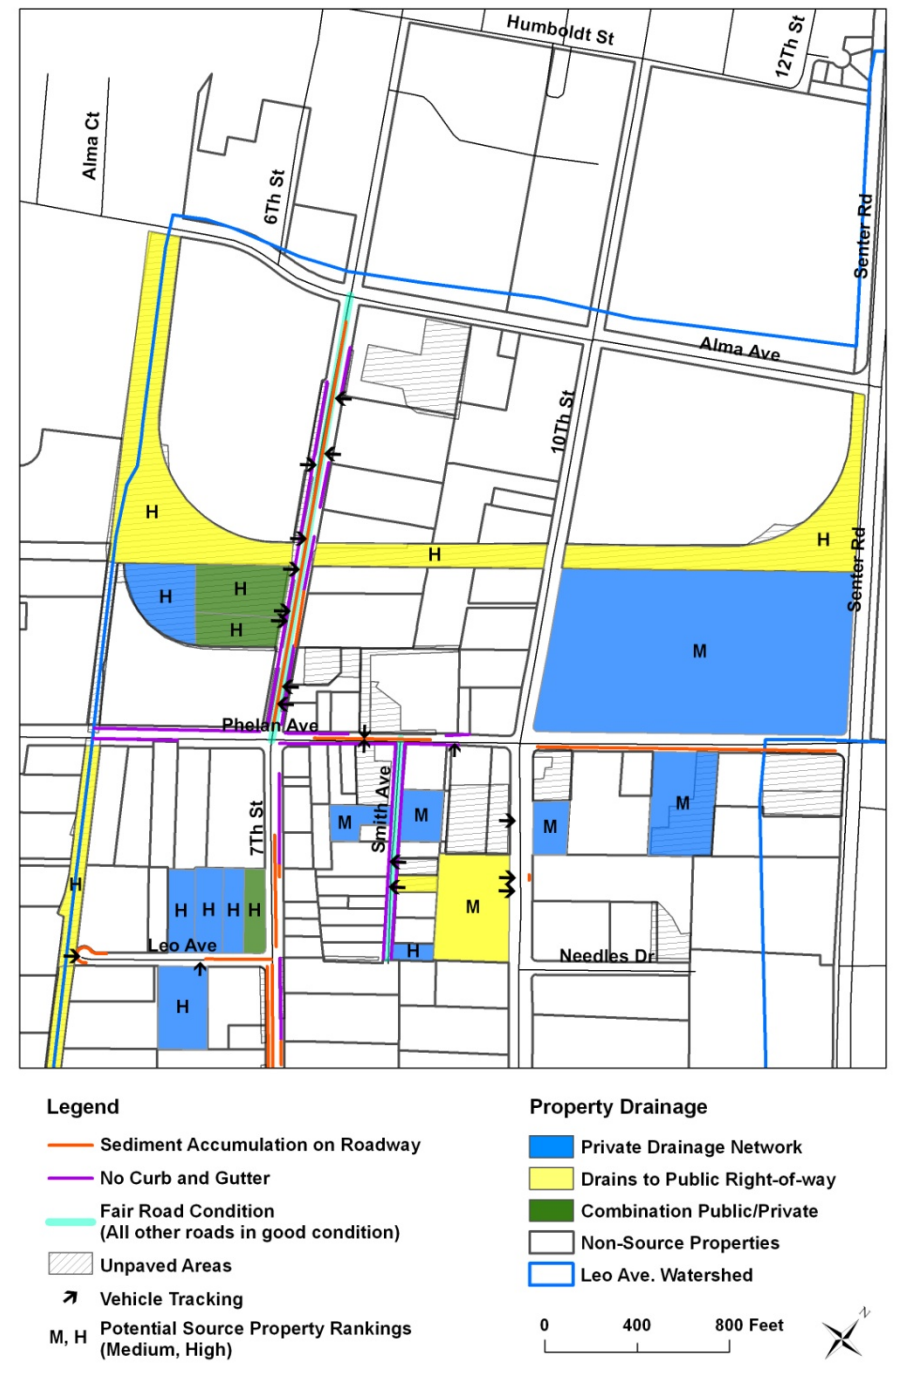 Humboldt St
12Th St
Alma Ct
6Th St
Senter Rd
Alma Ave
10Th St
H
H
H
Senter Rd
H
H
H
M
Phelan Ave
7Th St
Smith Ave
M
M
M
M
H
H
H
H
H
M
Leo Ave
H
Needles Dr
H
Legend
Sediment Accumulation on Roadway
No Curb and Gutter
Fair Road Condition
(All other roads in good condition)
Unpaved Areas
Vehicle Tracking
M, H Potential Source Property Rankings
(Medium, High)
Property Drainage
Private Drainage Network
Drains to Public Right-of-way
Combination Public/Private
Non-Source Properties
Leo Ave. Watershed
0 400 800 Feet
N